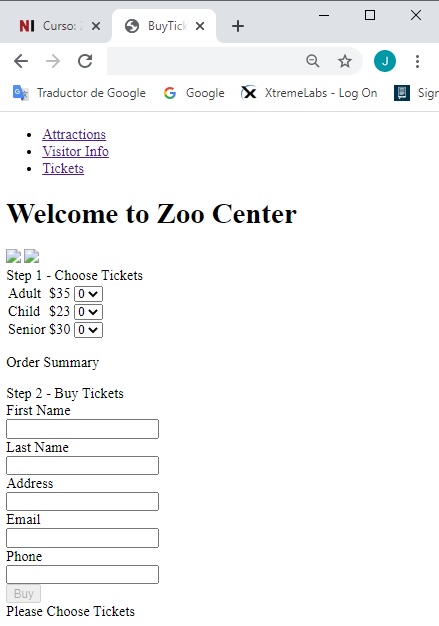 NI Curso: 
BuyTick
J
Traductor de Google Google XtremeLabs - Log On Sign
Attractions
Visitor Info
Tickets
Welcome to Zoo Center
Step 1 - Choose Tickets
Adult $35 0
Child $23 0
Senior $30 0
Order Summary
Step 2 - Buy Tickets
First Name
Last Name
Address
Email
Phone
Buy
Please Choose Tickets